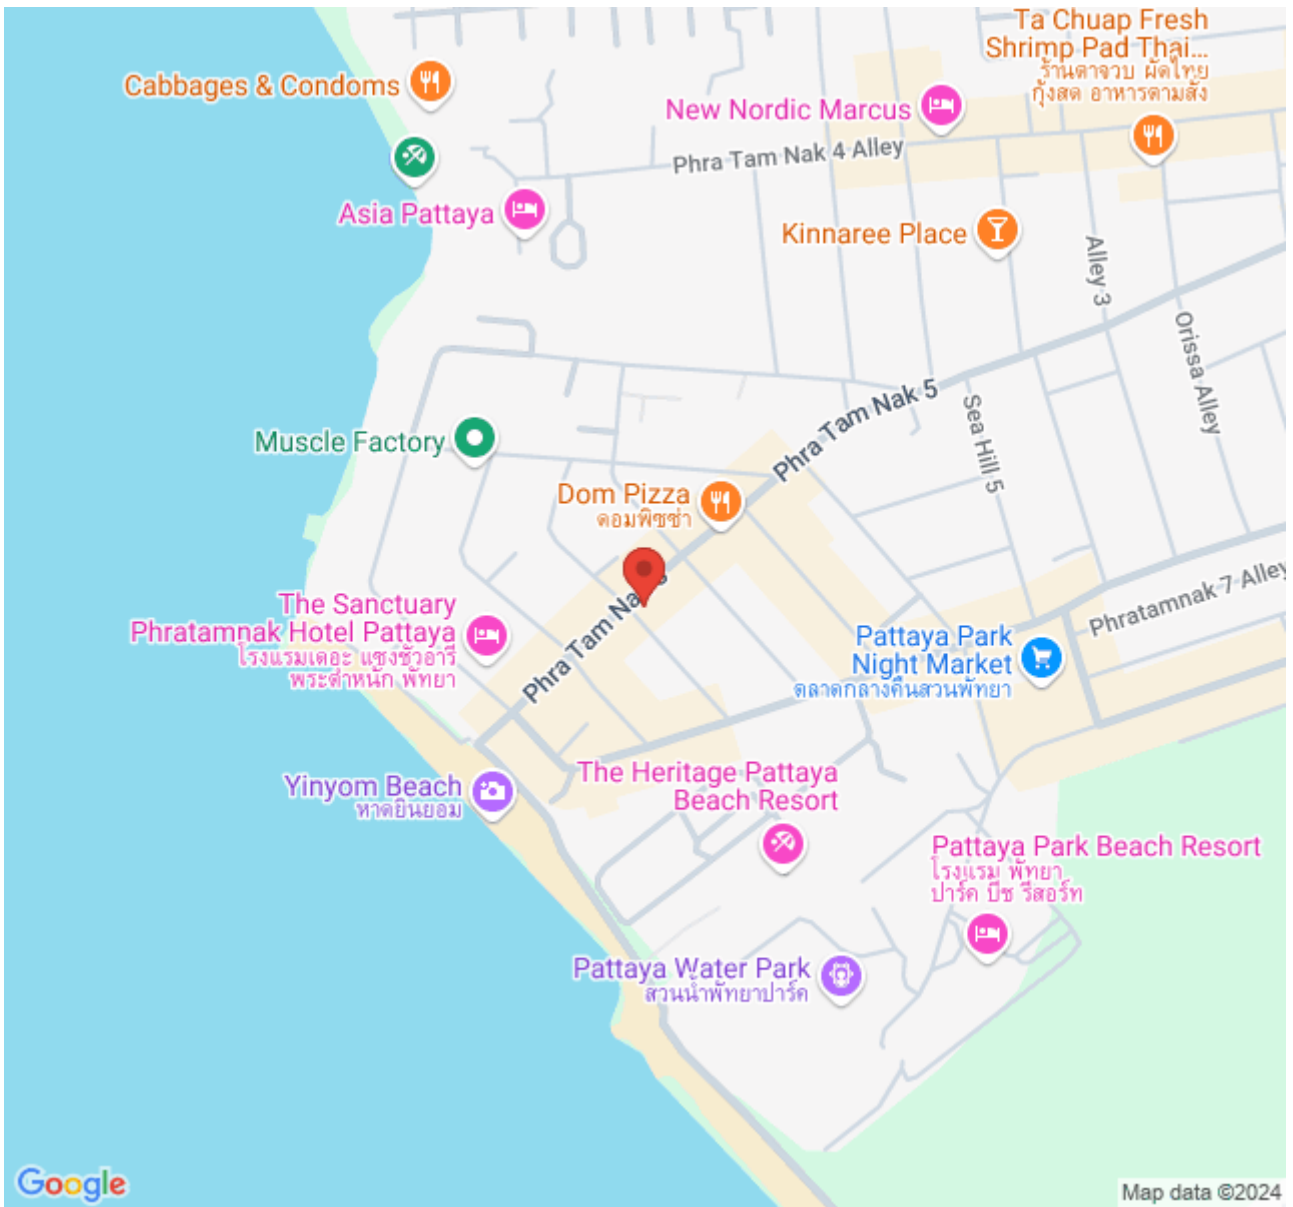 Ta Chuap Fresh
Shrimp Pad Thai...
ร้านตาจวบ ผัดไทย
กุ้งสด อาหารตามสั่ง
Cabbages & Condoms
New Nordic Marcus
Phra Tam Nak 4 Alley
Asia Pattaya
Kinnaree Place
Alley 3
Orissa Alley
Phra Tam Nak 5
Sea Hill 5
Muscle Factory
Dom Pizza
ดอมพิซซ่า
Phra Tam Nak 5
Phratamnak 7 Alley
The Sanctuary
Phratamnak Hotel Pattaya
โรงแรมเดอะ แซงชัวอารี
พระตำหนัก พัทยา
Pattaya Park
Night Market
ตลาดกลางคืนสวนพัทยา
Yinyom Beach
หาดยินยอม
The Heritage Pattaya
Beach Resort
Pattaya Park Beach Resort
โรงแรม พัทยา
ปาร์ค บีช รีสอร์ท
Pattaya Water Park
สวนน้ำพัทยาปาร์ค
Google
Map data ©2024